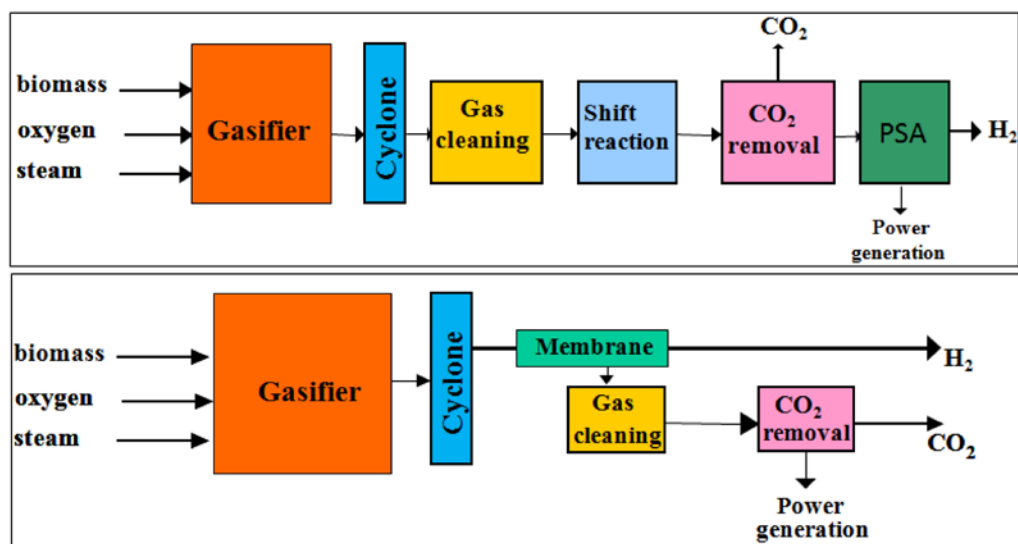 CO₂
biomass
oxygen
steam
Gasifier
Cyclone
Gas
cleaning
Shift
reaction
CO₂
removal
PSA
H₂
Power
generation
biomass
oxygen
steam
Gasifier
Cyclone
Membrane
H₂
Gas
cleaning
CO₂
removal
CO₂
Power
generation